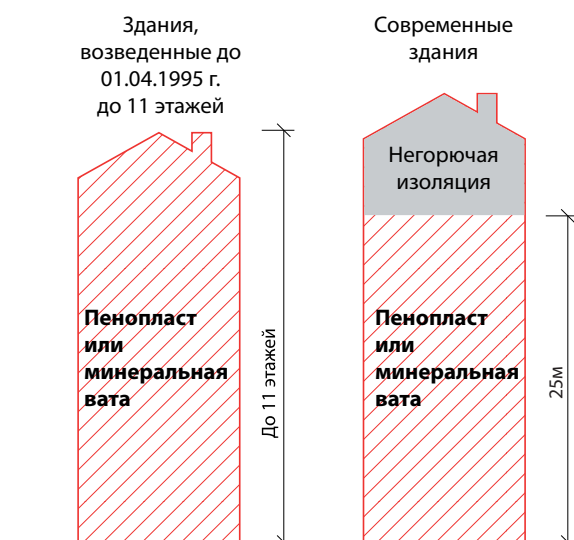 Здания,
возведенные до
01.04.1995 г.
до 11 этажей
Современные
здания
Негорючая
изоляция
Пенопласт
или
минеральная
вата
До 11 этажей
Пенопласт
или
минеральная
вата
25м